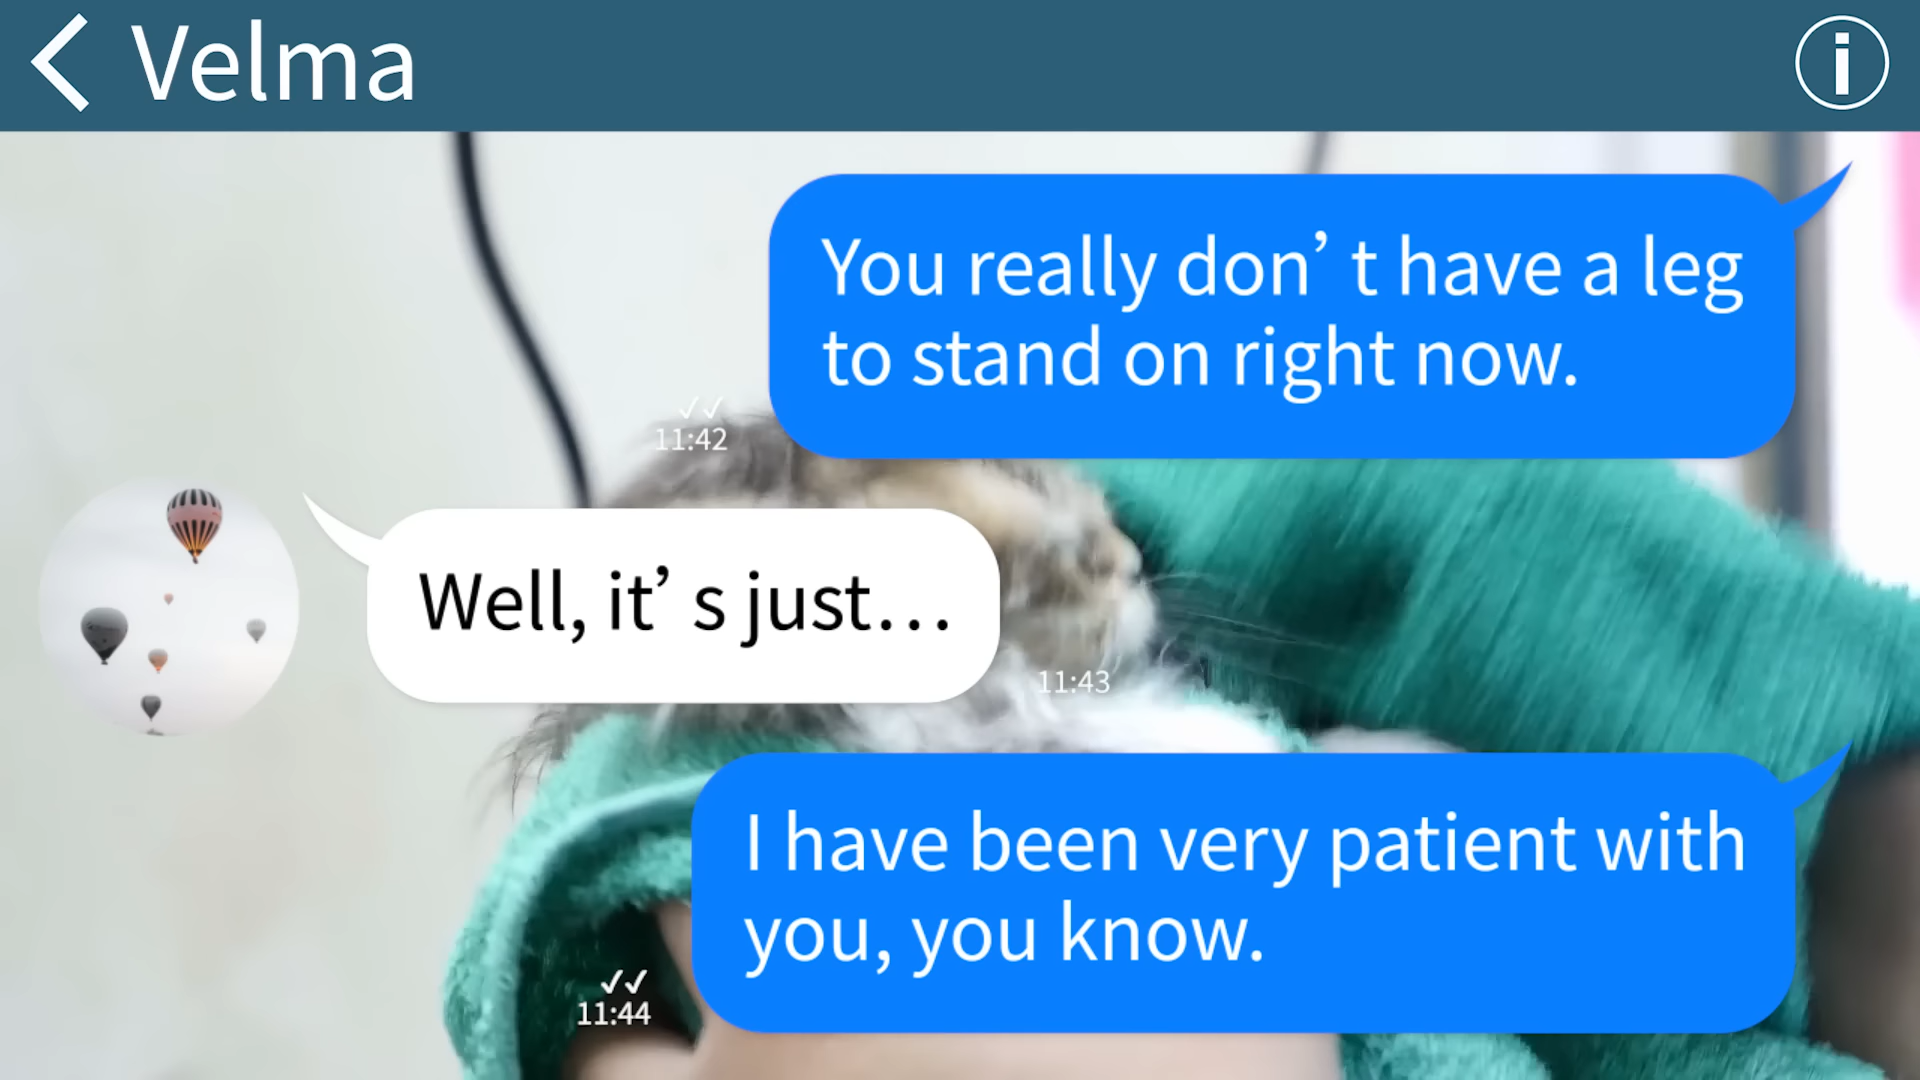 Velma
You really don’t have a leg
to stand on right now.
✓✓
11:42
Well, it’s just…
11:43
I have been very patient with
you, you know.
✓✓
11:44